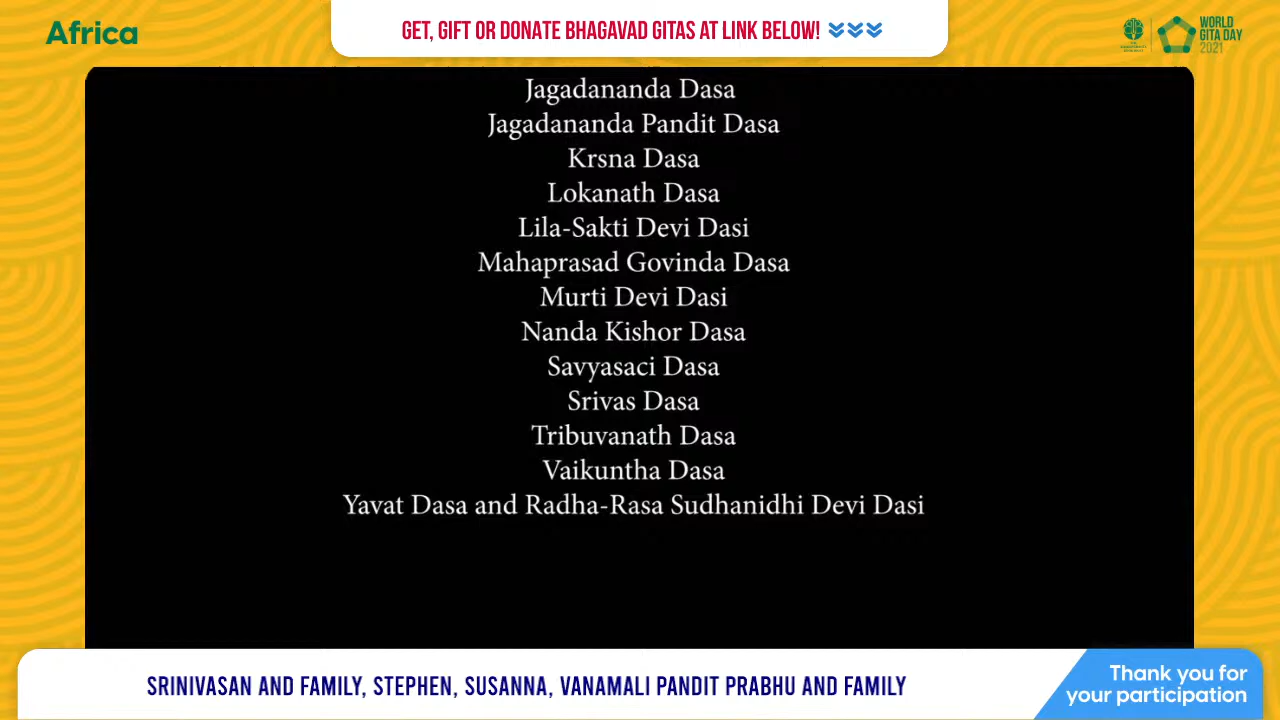 Africa
GET, GIFT OR DONATE BHAGAVAD GITAS AT LINK BELOW!
WORLD
GITA DAY
2021
Jagadananda Dasa
Jagadananda Pandit Dasa
Krsna Dasa
Lokanath Dasa
Lila-Sakti Devi Dasi
Mahaprasad Govinda Dasa
Murti Devi Dasi
Nanda Kishor Dasa
Savyasaci Dasa
Srivas Dasa
Tribuvanath Dasa
Vaikuntha Dasa
Yavat Dasa and Radha-Rasa Sudhanidhi Devi Dasi
SRINIVASAN AND FAMILY, STEPHEN, SUSANNA, VANAMALI PANDIT PRABHU AND FAMILY
Thank you for
your participation